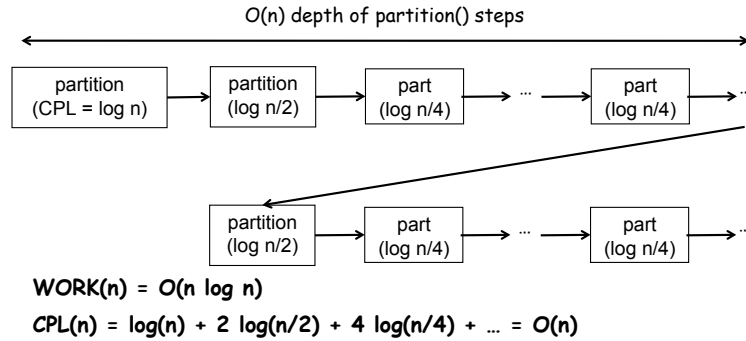 O(n) depth of partition() steps
partition
(CPL = log n)
partition
(log n/2)
part
(log n/4)
...
part
(log n/4)
...
partition
(log n/2)
part
(log n/4)
...
part
(log n/4)
...
WORK(n) = O(n log n)
CPL(n) = log(n) + 2 log(n/2) + 4 log(n/4) + ... = O(n)